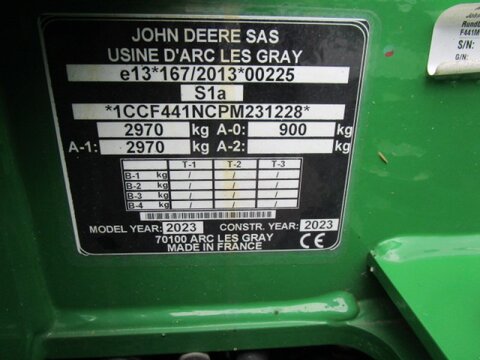 JOHN DEERE SAS
USINE D'ARC LES GRAY
e13*167/2013*00225
S1a
*1CCF441NCPM231228*
2970 kg A-0: 900 kg
A-1: 2970 kg A-2: kg
T-1 T-2 T-3
B-1 kg / / /
B-2 kg / / /
B-3 kg / / /
B-4 kg / / /
MODEL YEAR: 2023 CONSTR. YEAR: 2023
70100 ARC LES GRAY
MADE IN FRANCE CE
F441M
S/N:
G/N: